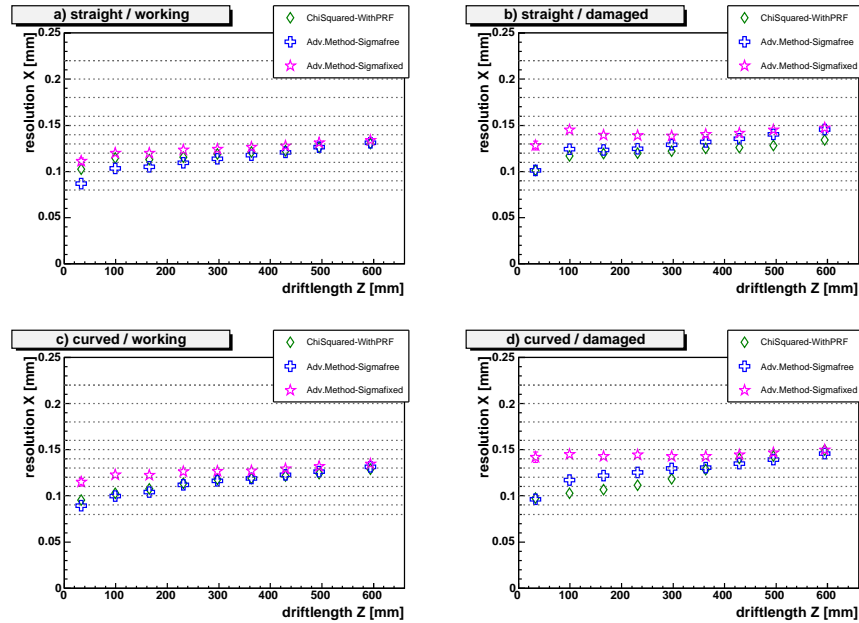 a) straight / working
resolution X [mm]
ChiSquared-WithPRF
Adv.Method-Sigmafree
Adv.Method-Sigmafixed
0.25
0.2
0.15
0.1
0.05
0
0 100 200 300 400 500 600
driftlength Z [mm]
b) straight / damaged
resolution X [mm]
ChiSquared-WithPRF
Adv.Method-Sigmafree
Adv.Method-Sigmafixed
0.25
0.2
0.15
0.1
0.05
0
0 100 200 300 400 500 600
driftlength Z [mm]
c) curved / working
resolution X [mm]
ChiSquared-WithPRF
Adv.Method-Sigmafree
Adv.Method-Sigmafixed
0.25
0.2
0.15
0.1
0.05
0
0 100 200 300 400 500 600
driftlength Z [mm]
d) curved / damaged
resolution X [mm]
ChiSquared-WithPRF
Adv.Method-Sigmafree
Adv.Method-Sigmafixed
0.25
0.2
0.15
0.1
0.05
0
0 100 200 300 400 500 600
driftlength Z [mm]